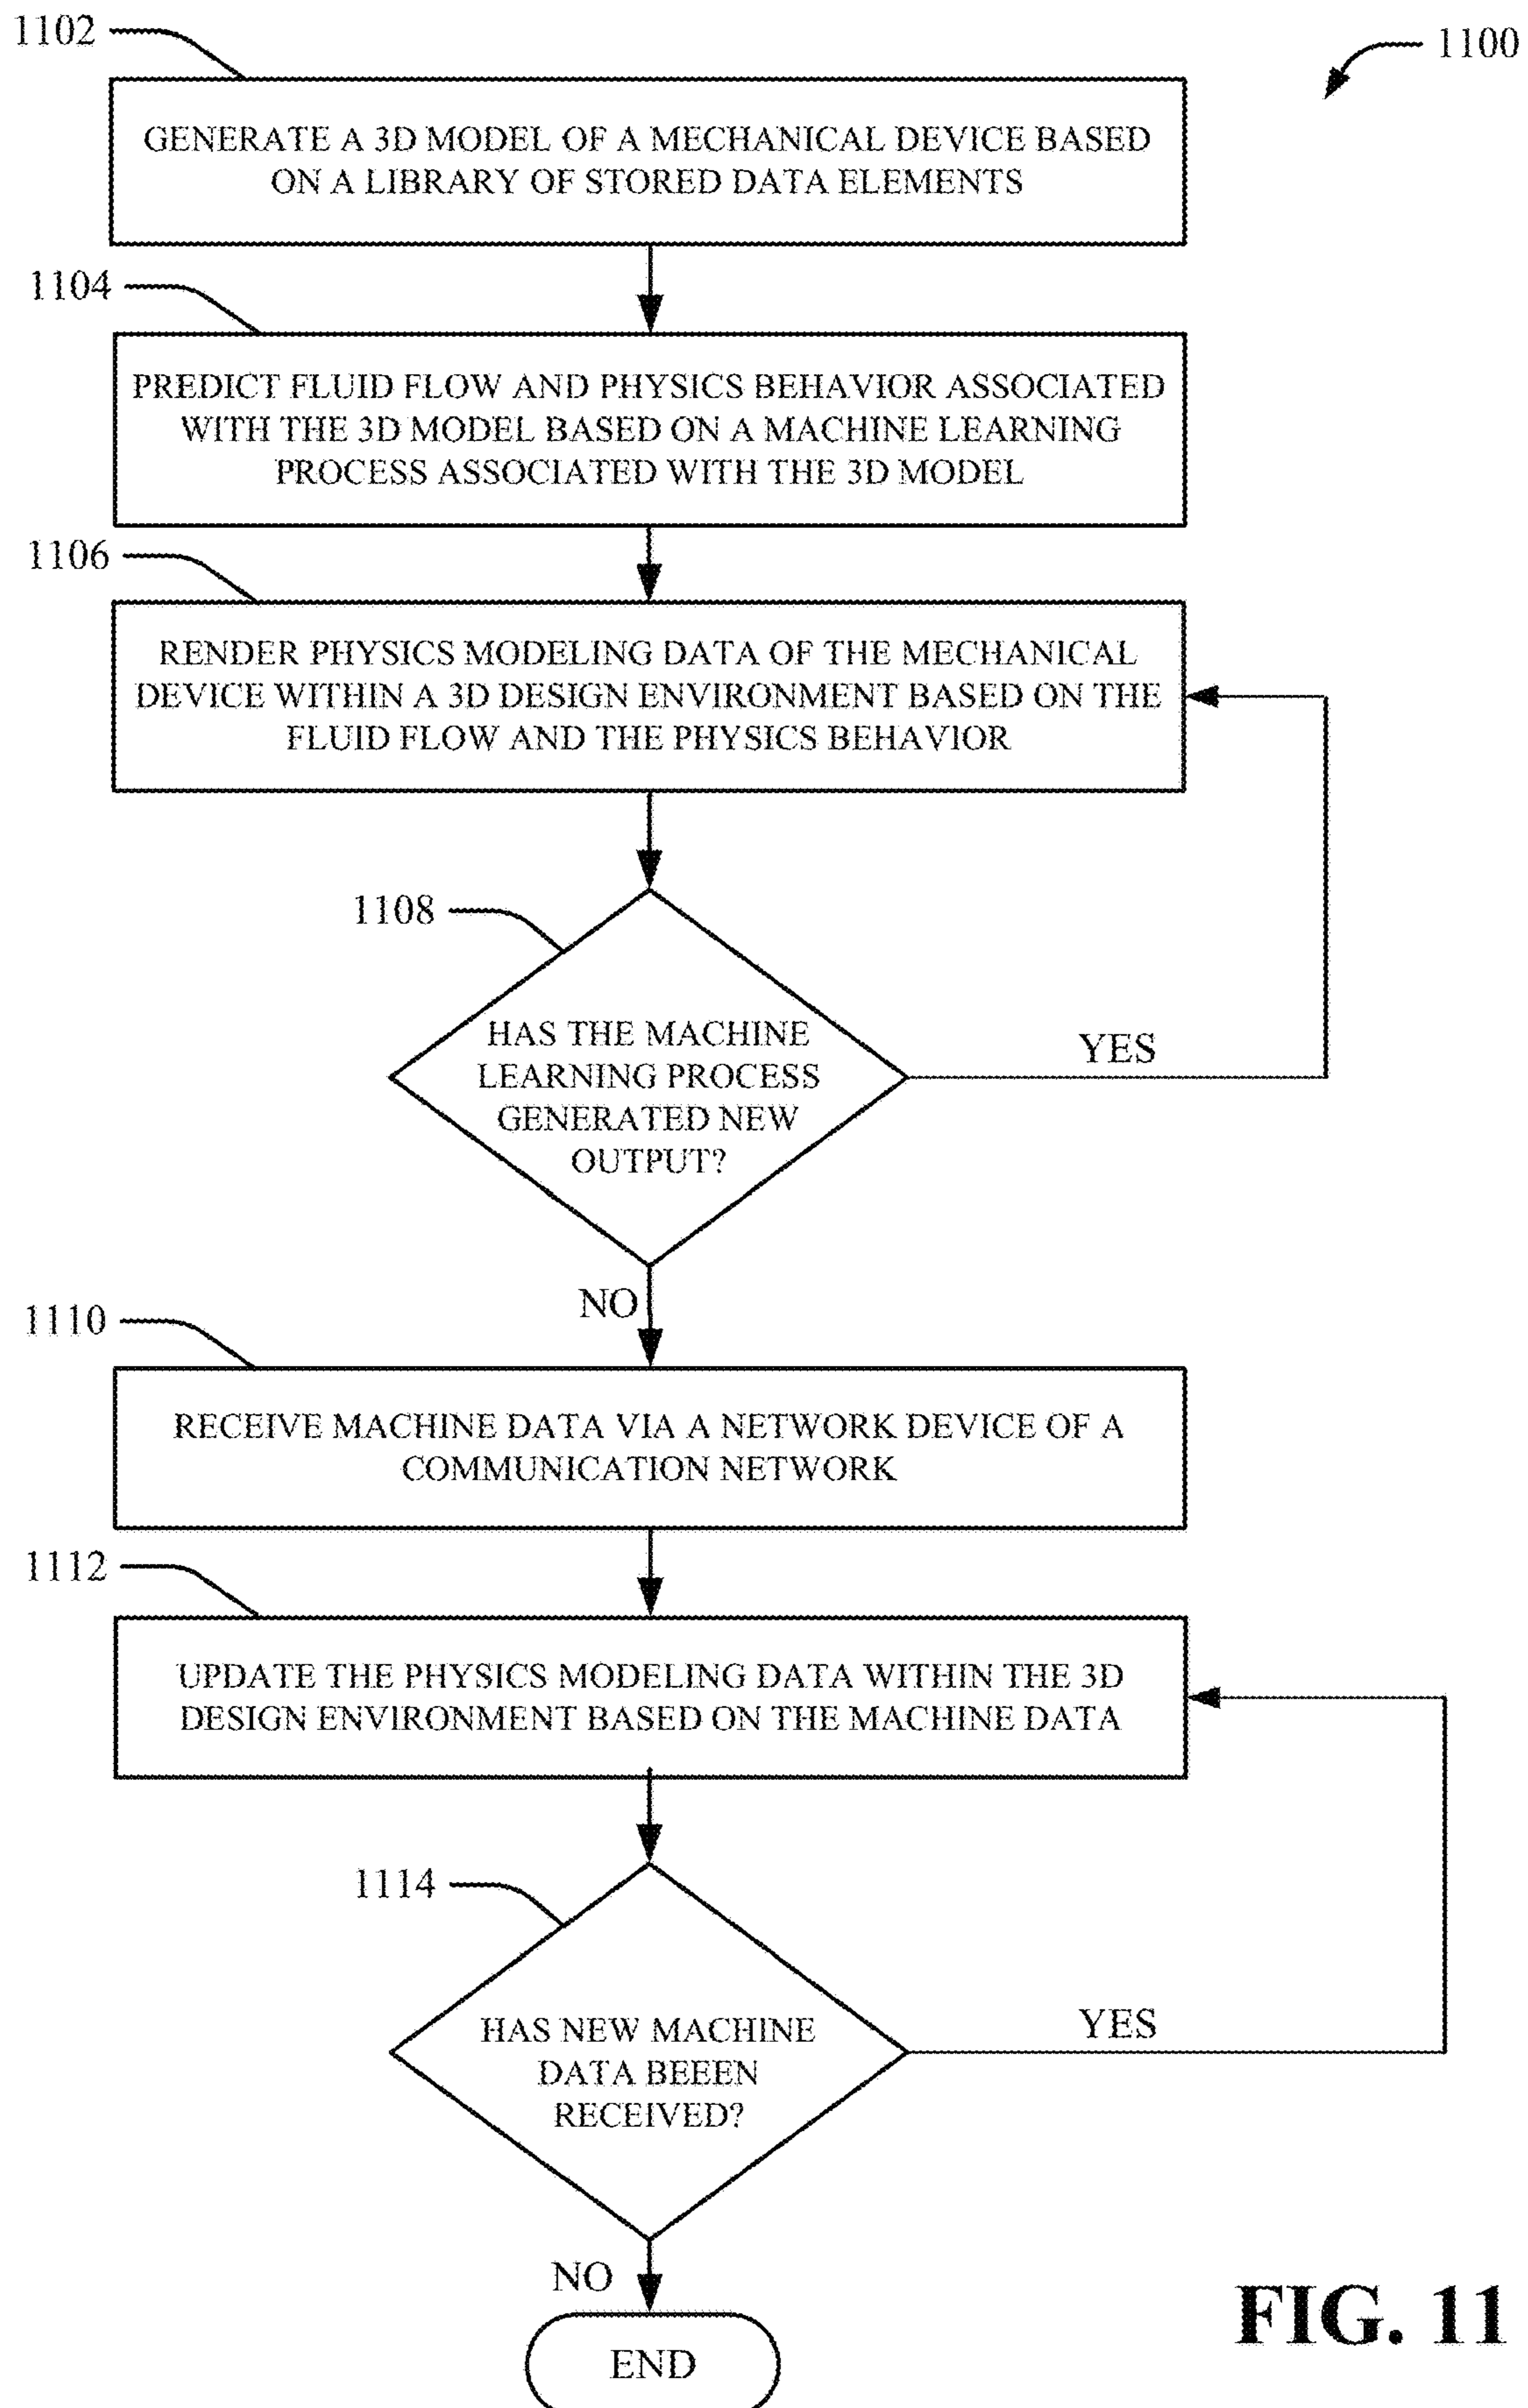 1102
1100
GENERATE A 3D MODEL OF A MECHANICAL DEVICE BASED
ON A LIBRARY OF STORED DATA ELEMENTS
1104
PREDICT FLUID FLOW AND PHYSICS BEHAVIOR ASSOCIATED
WITH THE 3D MODEL BASED ON A MACHINE LEARNING
PROCESS ASSOCIATED WITH THE 3D MODEL
1106
RENDER PHYSICS MODELING DATA OF THE MECHANICAL
DEVICE WITHIN A 3D DESIGN ENVIRONMENT BASED ON THE
FLUID FLOW AND THE PHYSICS BEHAVIOR
1108
HAS THE MACHINE
LEARNING PROCESS
GENERATED NEW
OUTPUT?
YES
NO
1110
RECEIVE MACHINE DATA VIA A NETWORK DEVICE OF A
COMMUNICATION NETWORK
1112
UPDATE THE PHYSICS MODELING DATA WITHIN THE 3D
DESIGN ENVIRONMENT BASED ON THE MACHINE DATA
1114
HAS NEW MACHINE
DATA BEEEN
RECEIVED?
YES
NO
END
FIG. 11